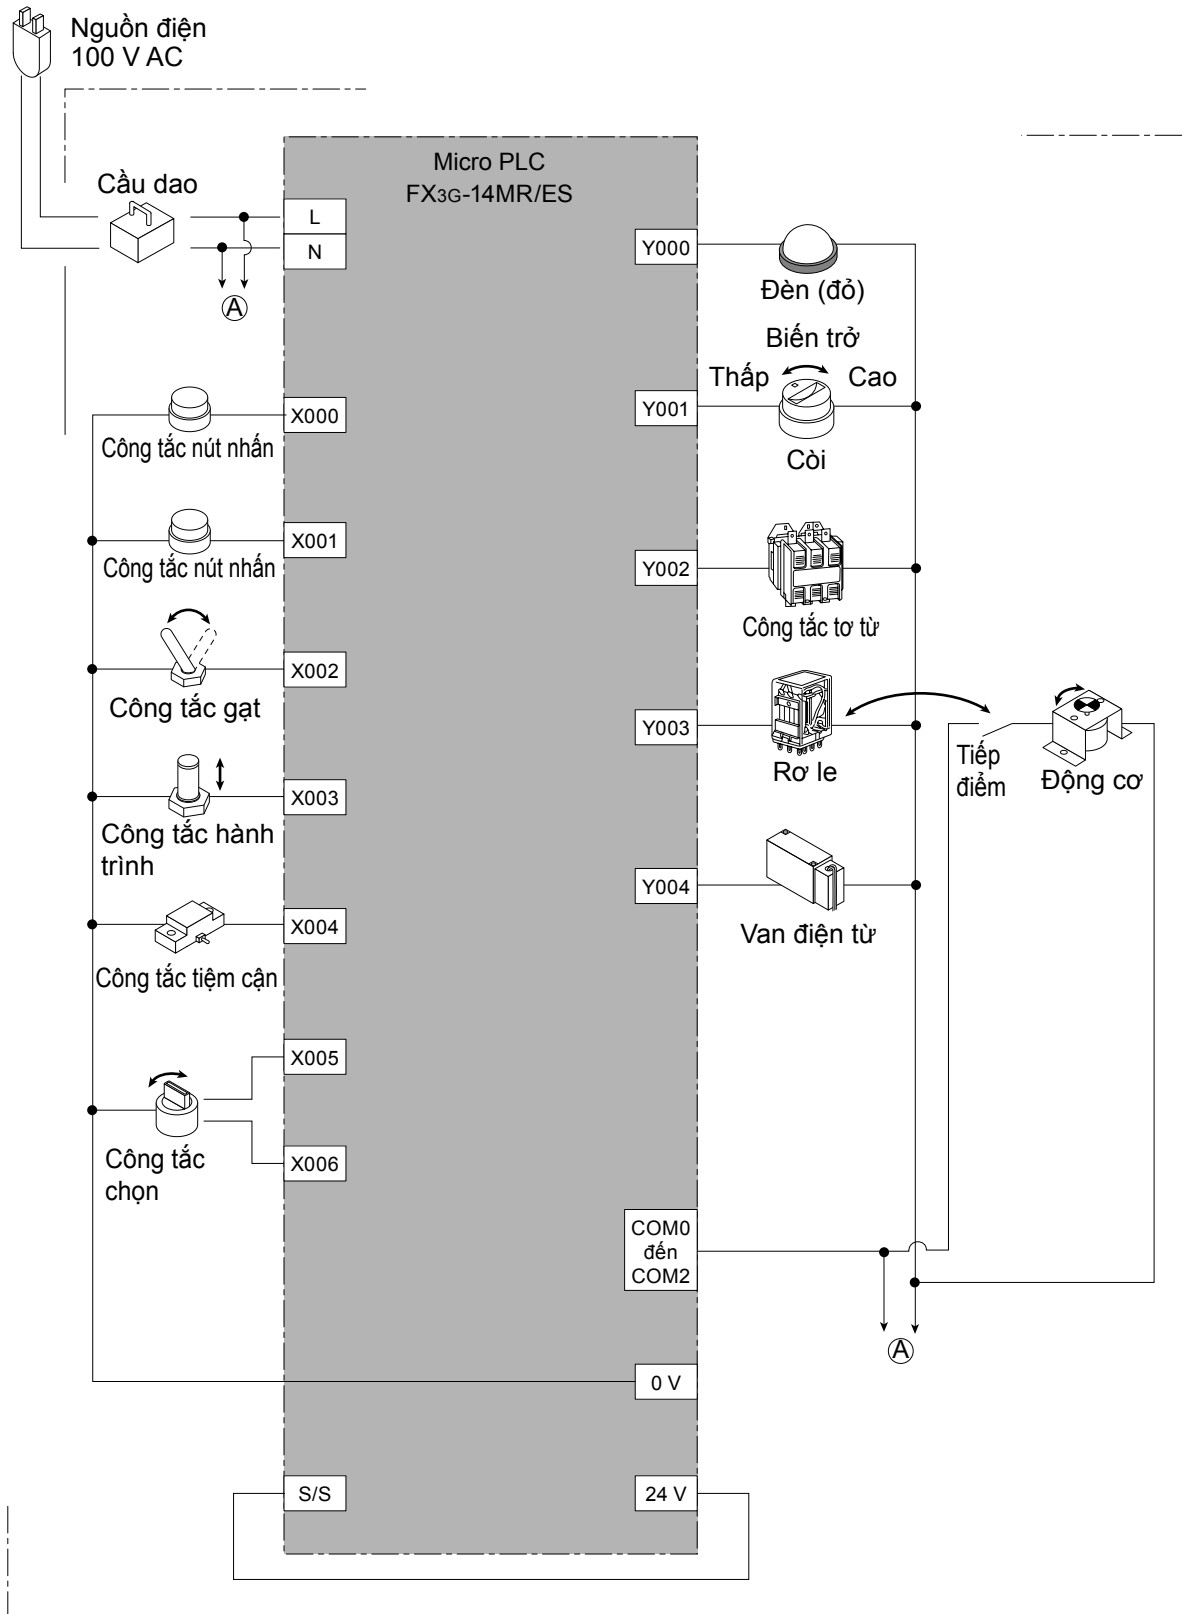 Nguồn điện
100 V AC
Micro PLC
FX3G-14MR/ES
Cầu dao
L
N
A
Y000
Đèn (đỏ)
Biến trở
Thấp
Cao
X000
Y001
Công tắc nút nhấn
Còi
X001
Công tắc nút nhấn
Y002
Công tắc tơ từ
X002
Công tắc gạt
Y003
Rơ le
Tiếp
điểm
Động cơ
X003
Công tắc hành
trình
Y004
Van điện từ
X004
Công tắc tiệm cận
X005
Công tắc
chọn
X006
COM0
đến
COM2
A
0 V
S/S
24 V